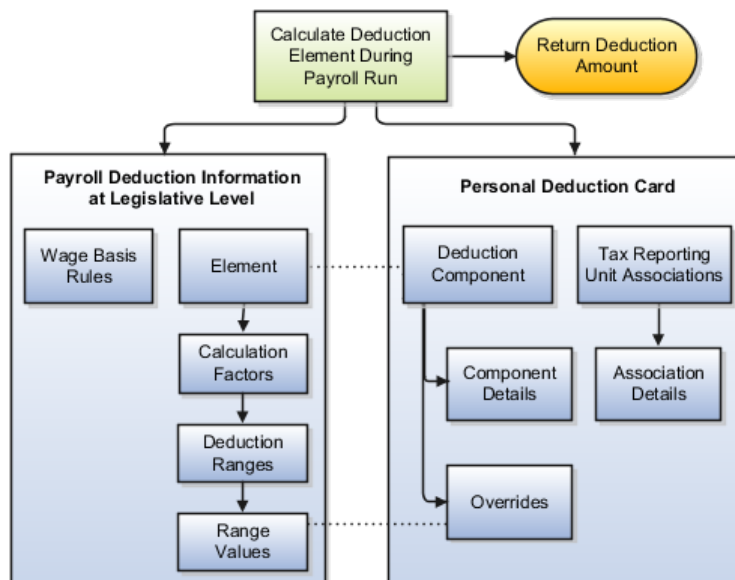 Calculate Deduction
Element During
Payroll Run
Return Deduction
Amount
Payroll Deduction Information
at Legislative Level
Wage Basis
Rules
Element
Calculation
Factors
Deduction
Ranges
Range
Values
Personal Deduction Card
Deduction
Component
Tax Reporting
Unit Associations
Component
Details
Association
Details
Overrides